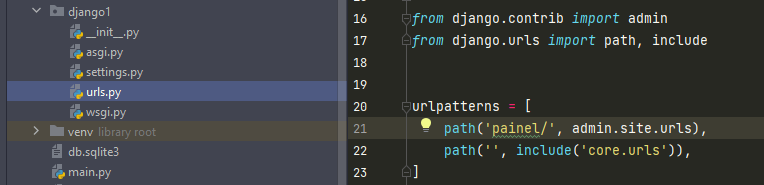 django1
__init__.py
asgi.py
settings.py
urls.py
wsgi.py
venv library root
db.sqlite3
main.py
16 from django.contrib import admin
17 from django.urls import path, include
18
19
20 urlpatterns = [
21 path('painel/', admin.site.urls),
22 path('', include('core.urls')),
23 ]